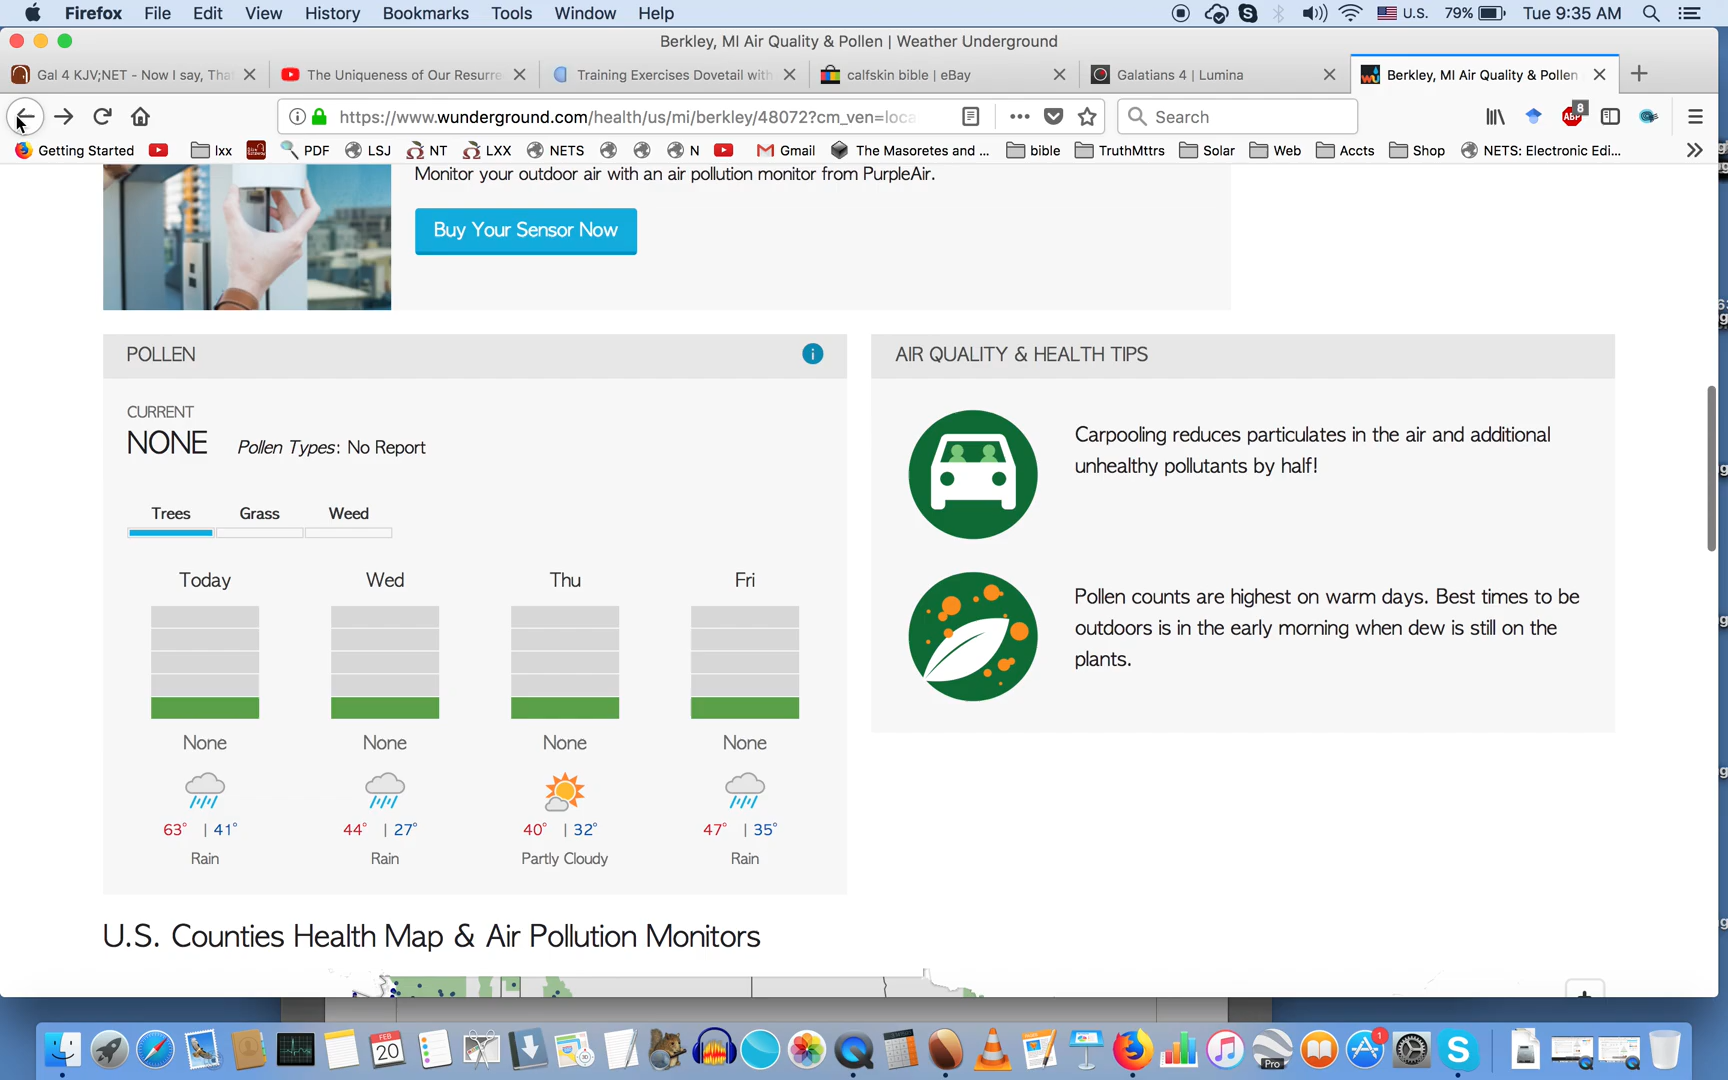 Firefox File Edit View History Bookmarks Tools Window Help U.S. 79% Tue 9:35 AM
Berkley, MI Air Quality & Pollen | Weather Underground
Gal 4 KJV;NET - Now I say, Tha The Uniqueness of Our Resurre Training Exercises Dovetail with calfskin bible | eBay Galatians 4 | Lumina Berkley, MI Air Quality & Pollen
https://www.wunderground.com/health/us/mi/berkley/48072?cm_ven=loca Search ABP 8
Getting Started lxx PDF LSJ NT LXX NETS N Gmail The Masoretes and ... bible TruthMttrs Solar Web Accts Shop NETS: Electronic Edi...
Monitor your outdoor air with an air pollution monitor from PurpleAir.
Buy Your Sensor Now
POLLEN
AIR QUALITY & HEALTH TIPS
CURRENT
NONE Pollen Types: No Report
Carpooling reduces particulates in the air and additional
unhealthy pollutants by half!
Trees Grass Weed
Today Wed Thu Fri
Pollen counts are highest on warm days. Best times to be
outdoors is in the early morning when dew is still on the
plants.
None None None None
63° | 41° 44° | 27° 40° | 32° 47° | 35°
Rain Rain Partly Cloudy Rain
U.S. Counties Health Map & Air Pollution Monitors
FEB
20
Pro
1